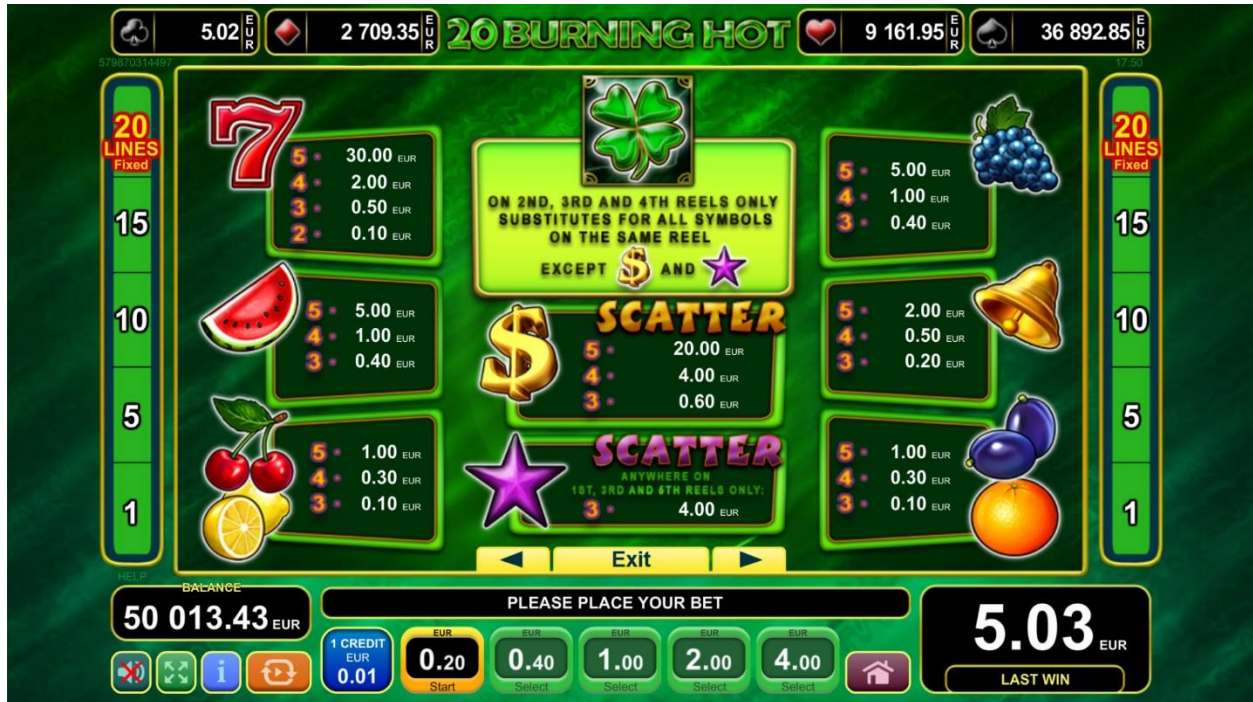 5.02 EUR
2 709.35 EUR
20 BURNING HOT
9 161.95 EUR
36 892.85 EUR
579870314497
17:50
20
LINES
Fixed
15
10
5
1
HELP
7
5 30.00 EUR
4 2.00 EUR
3 0.50 EUR
2 0.10 EUR
5 5.00 EUR
4 1.00 EUR
3 0.40 EUR
5 1.00 EUR
4 0.30 EUR
3 0.10 EUR
ON 2ND, 3RD AND 4TH REELS ONLY
SUBSTITUTES FOR ALL SYMBOLS
ON THE SAME REEL
EXCEPT $ AND
$
SCATTER
5 20.00 EUR
4 4.00 EUR
3 0.60 EUR
SCATTER
ANYWHERE ON
1ST, 3RD AND 5TH REELS ONLY:
3 4.00 EUR
5 5.00 EUR
4 1.00 EUR
3 0.40 EUR
5 2.00 EUR
4 0.50 EUR
3 0.20 EUR
5 1.00 EUR
4 0.30 EUR
3 0.10 EUR
20
LINES
Fixed
15
10
5
1
Exit
BALANCE
50 013.43 EUR
PLEASE PLACE YOUR BET
1 CREDIT
EUR
0.01
EUR
0.20
Start
EUR
0.40
Select
EUR
1.00
Select
EUR
2.00
Select
EUR
4.00
Select
i
5.03 EUR
LAST WIN